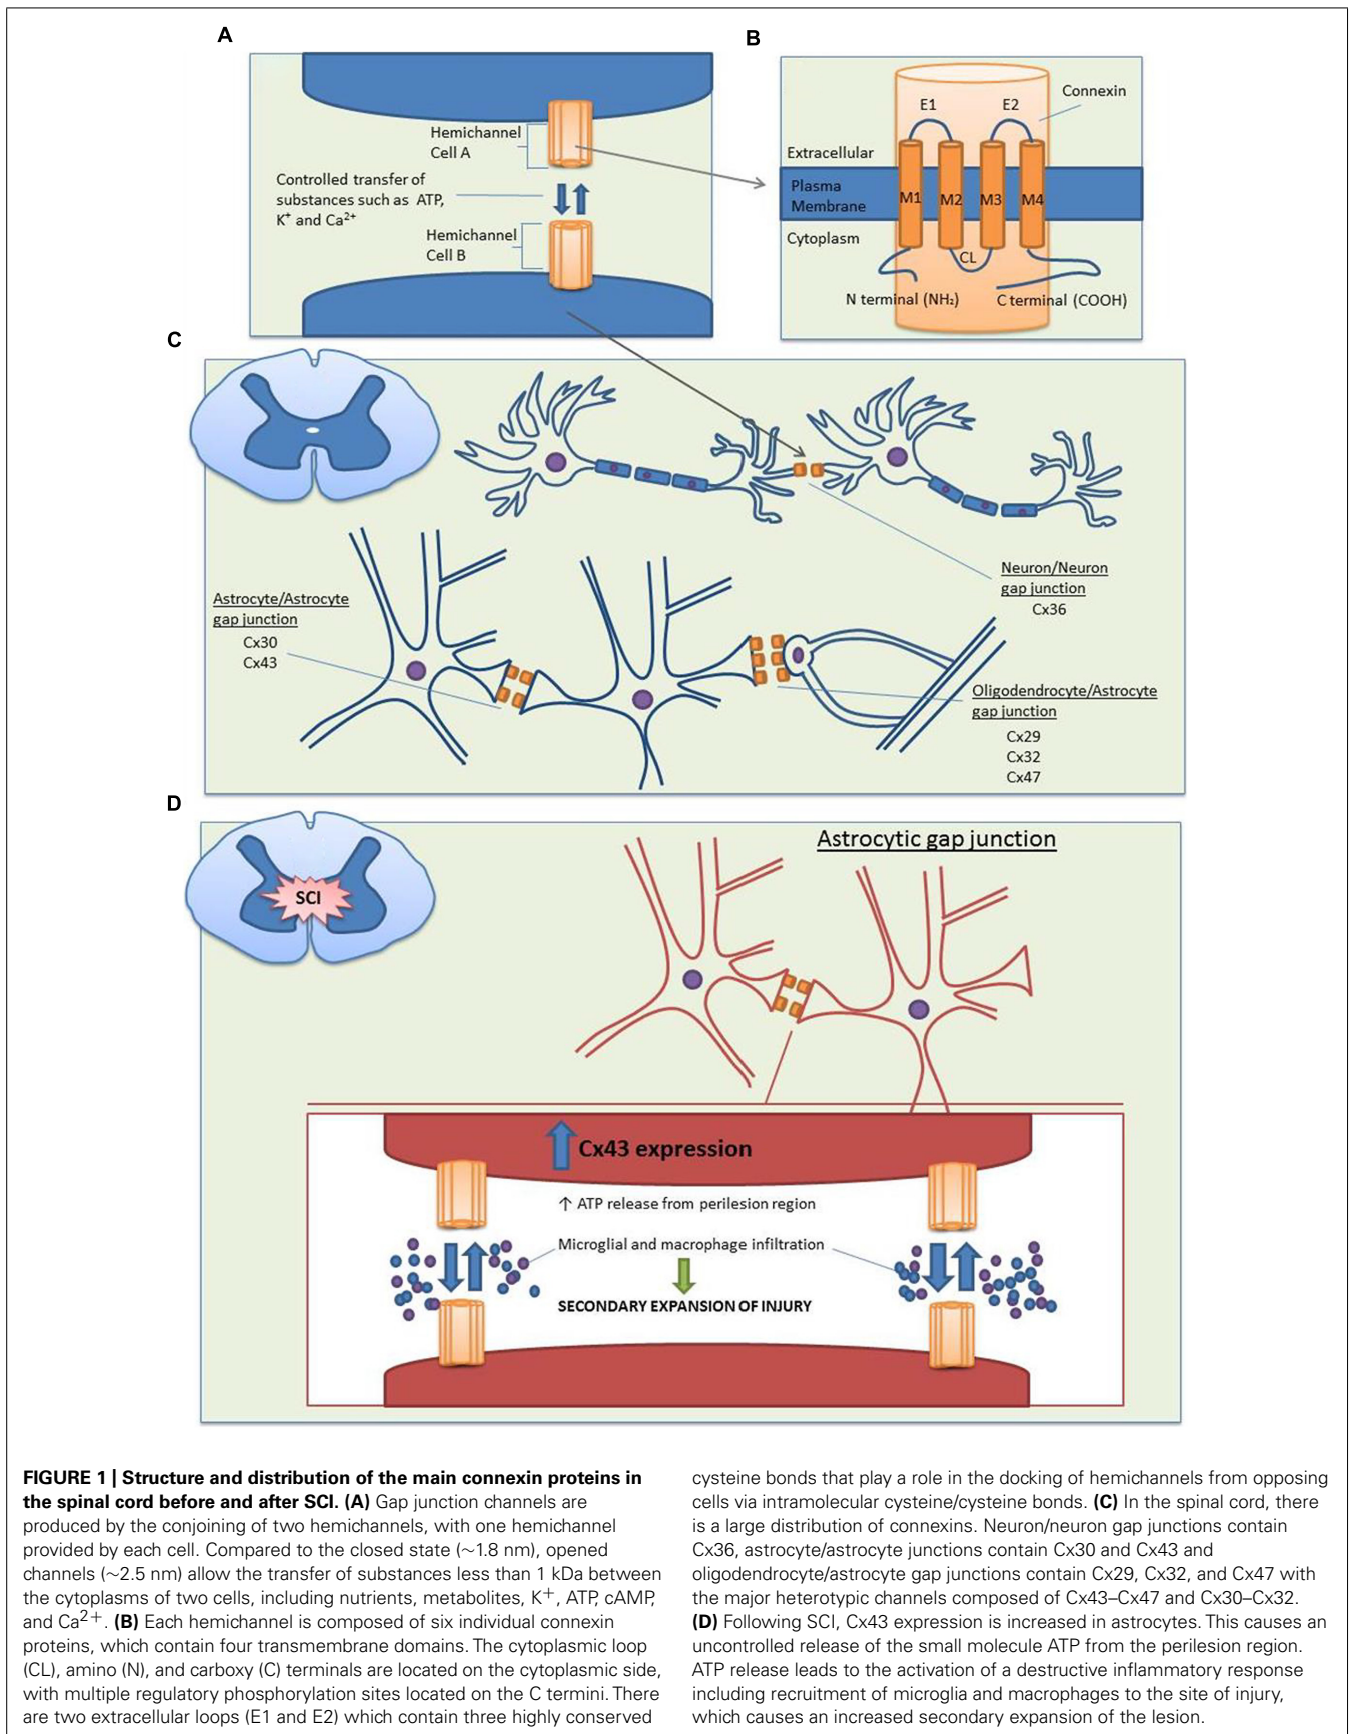 A
Hemichannel
Cell A
Controlled transfer of
substances such as ATP,
K⁺ and Ca²⁺
Hemichannel
Cell B
B
E1
E2
Connexin
Extracellular
Plasma
Membrane
M1
M2
M3
M4
Cytoplasm
CL
N terminal (NH₂)
C terminal (COOH)
C
Neuron/Neuron
gap junction
Cx36
Astrocyte/Astrocyte
gap junction
Cx30
Cx43
Oligodendrocyte/Astrocyte
gap junction
Cx29
Cx32
Cx47
D
SCI
Astrocytic gap junction
Cx43 expression
↑ ATP release from perilesion region
Microglial and macrophage infiltration
SECONDARY EXPANSION OF INJURY
FIGURE 1 | Structure and distribution of the main connexin proteins in
the spinal cord before and after SCI. (A) Gap junction channels are
produced by the conjoining of two hemichannels, with one hemichannel
provided by each cell. Compared to the closed state (∼1.8 nm), opened
channels (∼2.5 nm) allow the transfer of substances less than 1 kDa between
the cytoplasms of two cells, including nutrients, metabolites, K⁺, ATP, cAMP,
and Ca²⁺. (B) Each hemichannel is composed of six individual connexin
proteins, which contain four transmembrane domains. The cytoplasmic loop
(CL), amino (N), and carboxy (C) terminals are located on the cytoplasmic side,
with multiple regulatory phosphorylation sites located on the C termini. There
are two extracellular loops (E1 and E2) which contain three highly conserved
cysteine bonds that play a role in the docking of hemichannels from opposing
cells via intramolecular cysteine/cysteine bonds. (C) In the spinal cord, there
is a large distribution of connexins. Neuron/neuron gap junctions contain
Cx36, astrocyte/astrocyte junctions contain Cx30 and Cx43 and
oligodendrocyte/astrocyte gap junctions contain Cx29, Cx32, and Cx47 with
the major heterotypic channels composed of Cx43–Cx47 and Cx30–Cx32.
(D) Following SCI, Cx43 expression is increased in astrocytes. This causes an
uncontrolled release of the small molecule ATP from the perilesion region.
ATP release leads to the activation of a destructive inflammatory response
including recruitment of microglia and macrophages to the site of injury,
which causes an increased secondary expansion of the lesion.